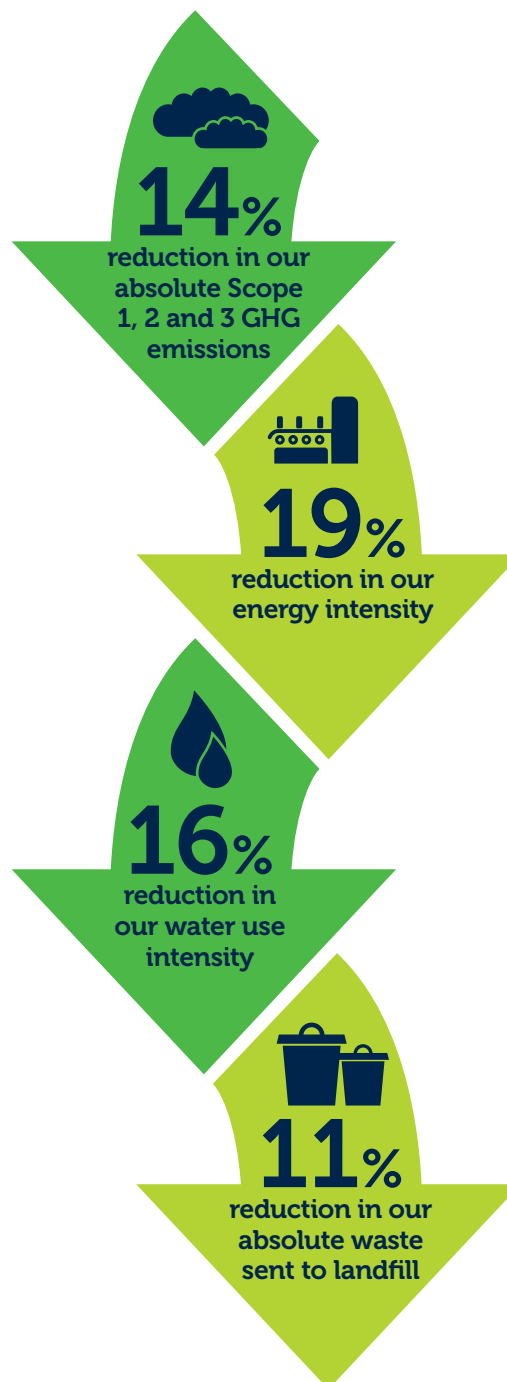 14%
reduction in our
absolute Scope
1, 2 and 3 GHG
emissions
19%
reduction in our
energy intensity
16%
reduction in
our water use
intensity
11%
reduction in our
absolute waste
sent to landfill